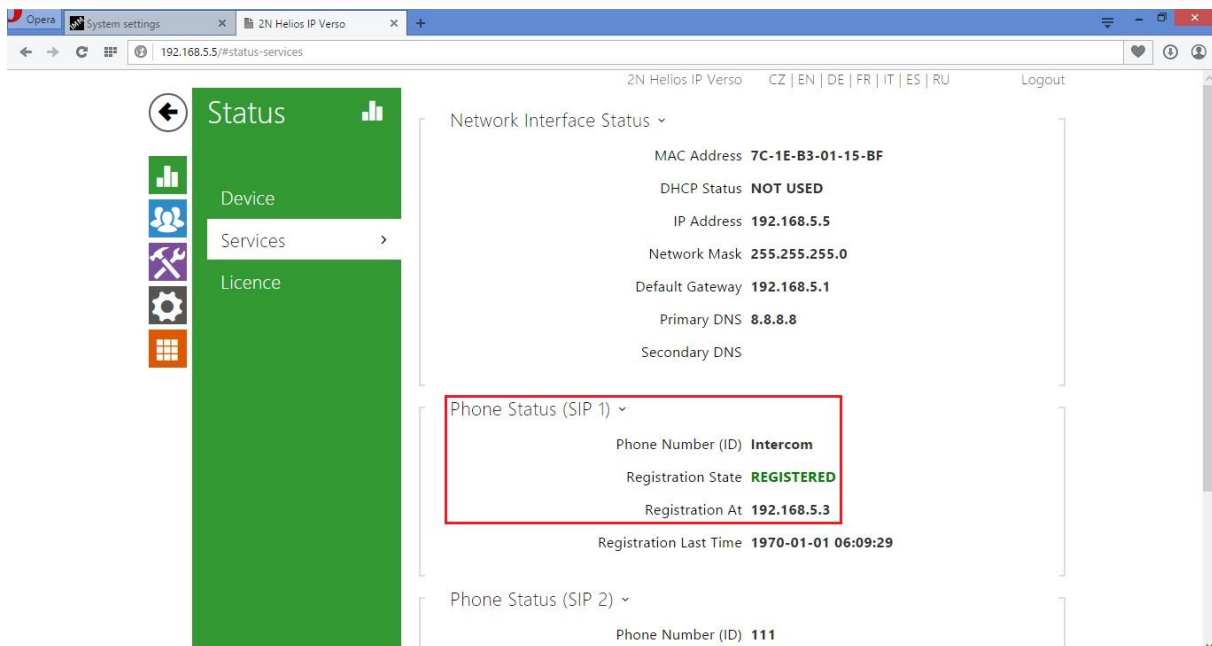 Opera
System settings
2N Helios IP Verso
192.168.5.5/#status-services
2N Helios IP Verso CZ | EN | DE | FR | IT | ES | RU Logout
Status
Device
Services
Licence
Network Interface Status
MAC Address 7C-1E-B3-01-15-BF
DHCP Status NOT USED
IP Address 192.168.5.5
Network Mask 255.255.255.0
Default Gateway 192.168.5.1
Primary DNS 8.8.8.8
Secondary DNS
Phone Status (SIP 1)
Phone Number (ID) Intercom
Registration State REGISTERED
Registration At 192.168.5.3
Registration Last Time 1970-01-01 06:09:29
Phone Status (SIP 2)
Phone Number (ID) 111